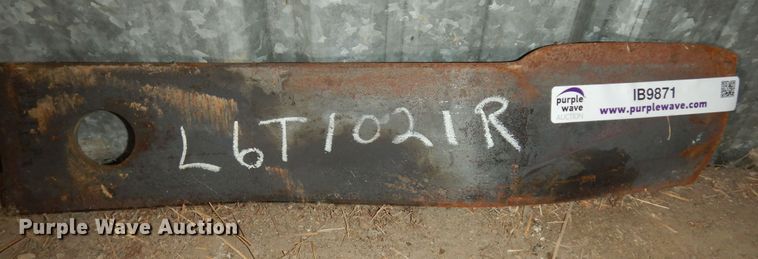 L6T1021R
purple wave
AUCTION
IB9871
www.purplewave.com
Purple Wave Auction